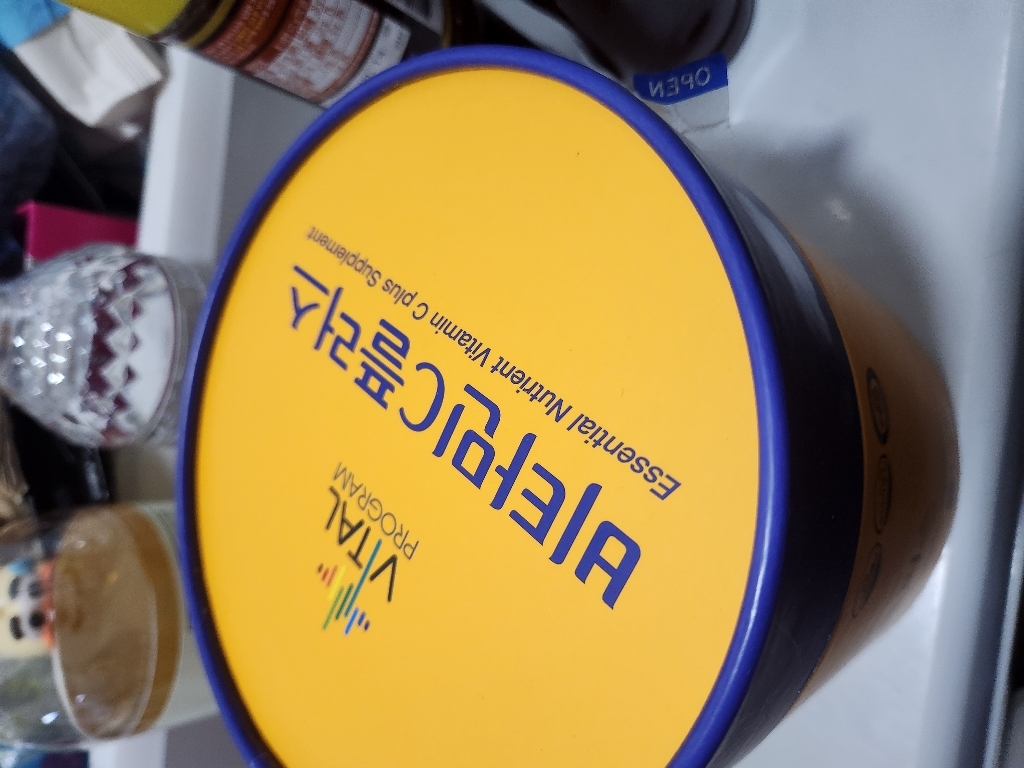 VITAL
PROGRAM
비타민C플러스
Essential Nutrient Vitamin C plus Supplement
OPEN